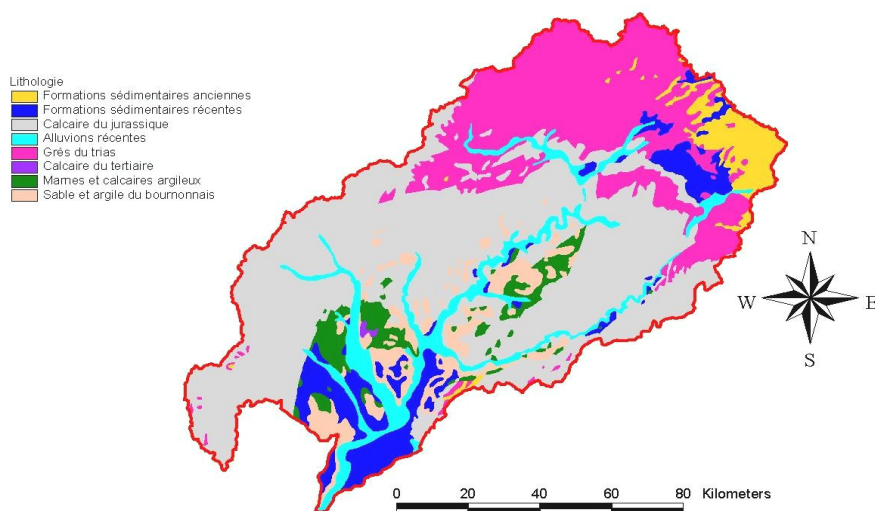 Lithologie
Formations sédimentaires anciennes
Formations sédimentaires récentes
Calcaire du jurassique
Alluvions récentes
Grés du trias
Calcaire du tertiaire
Marnes et calcaires argileux
Sable et argile du bournonnais
N
W E
S
0 20 40 60 80 Kilometers